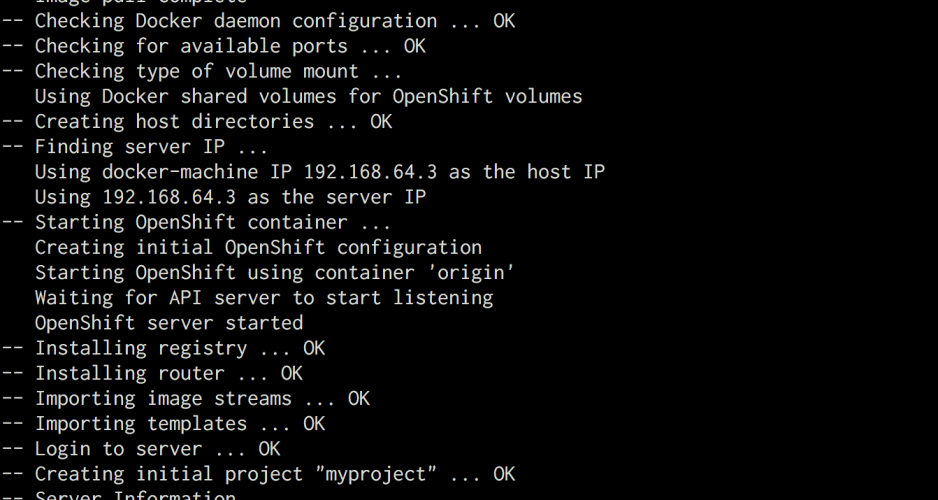 Image pull complete
-- Checking Docker daemon configuration ... OK
-- Checking for available ports ... OK
-- Checking type of volume mount ...
   Using Docker shared volumes for OpenShift volumes
-- Creating host directories ... OK
-- Finding server IP ...
   Using docker-machine IP 192.168.64.3 as the host IP
   Using 192.168.64.3 as the server IP
-- Starting OpenShift container ...
   Creating initial OpenShift configuration
   Starting OpenShift using container 'origin'
   Waiting for API server to start listening
   OpenShift server started
-- Installing registry ... OK
-- Installing router ... OK
-- Importing image streams ... OK
-- Importing templates ... OK
-- Login to server ... OK
-- Creating initial project "myproject" ... OK
-- Server Information